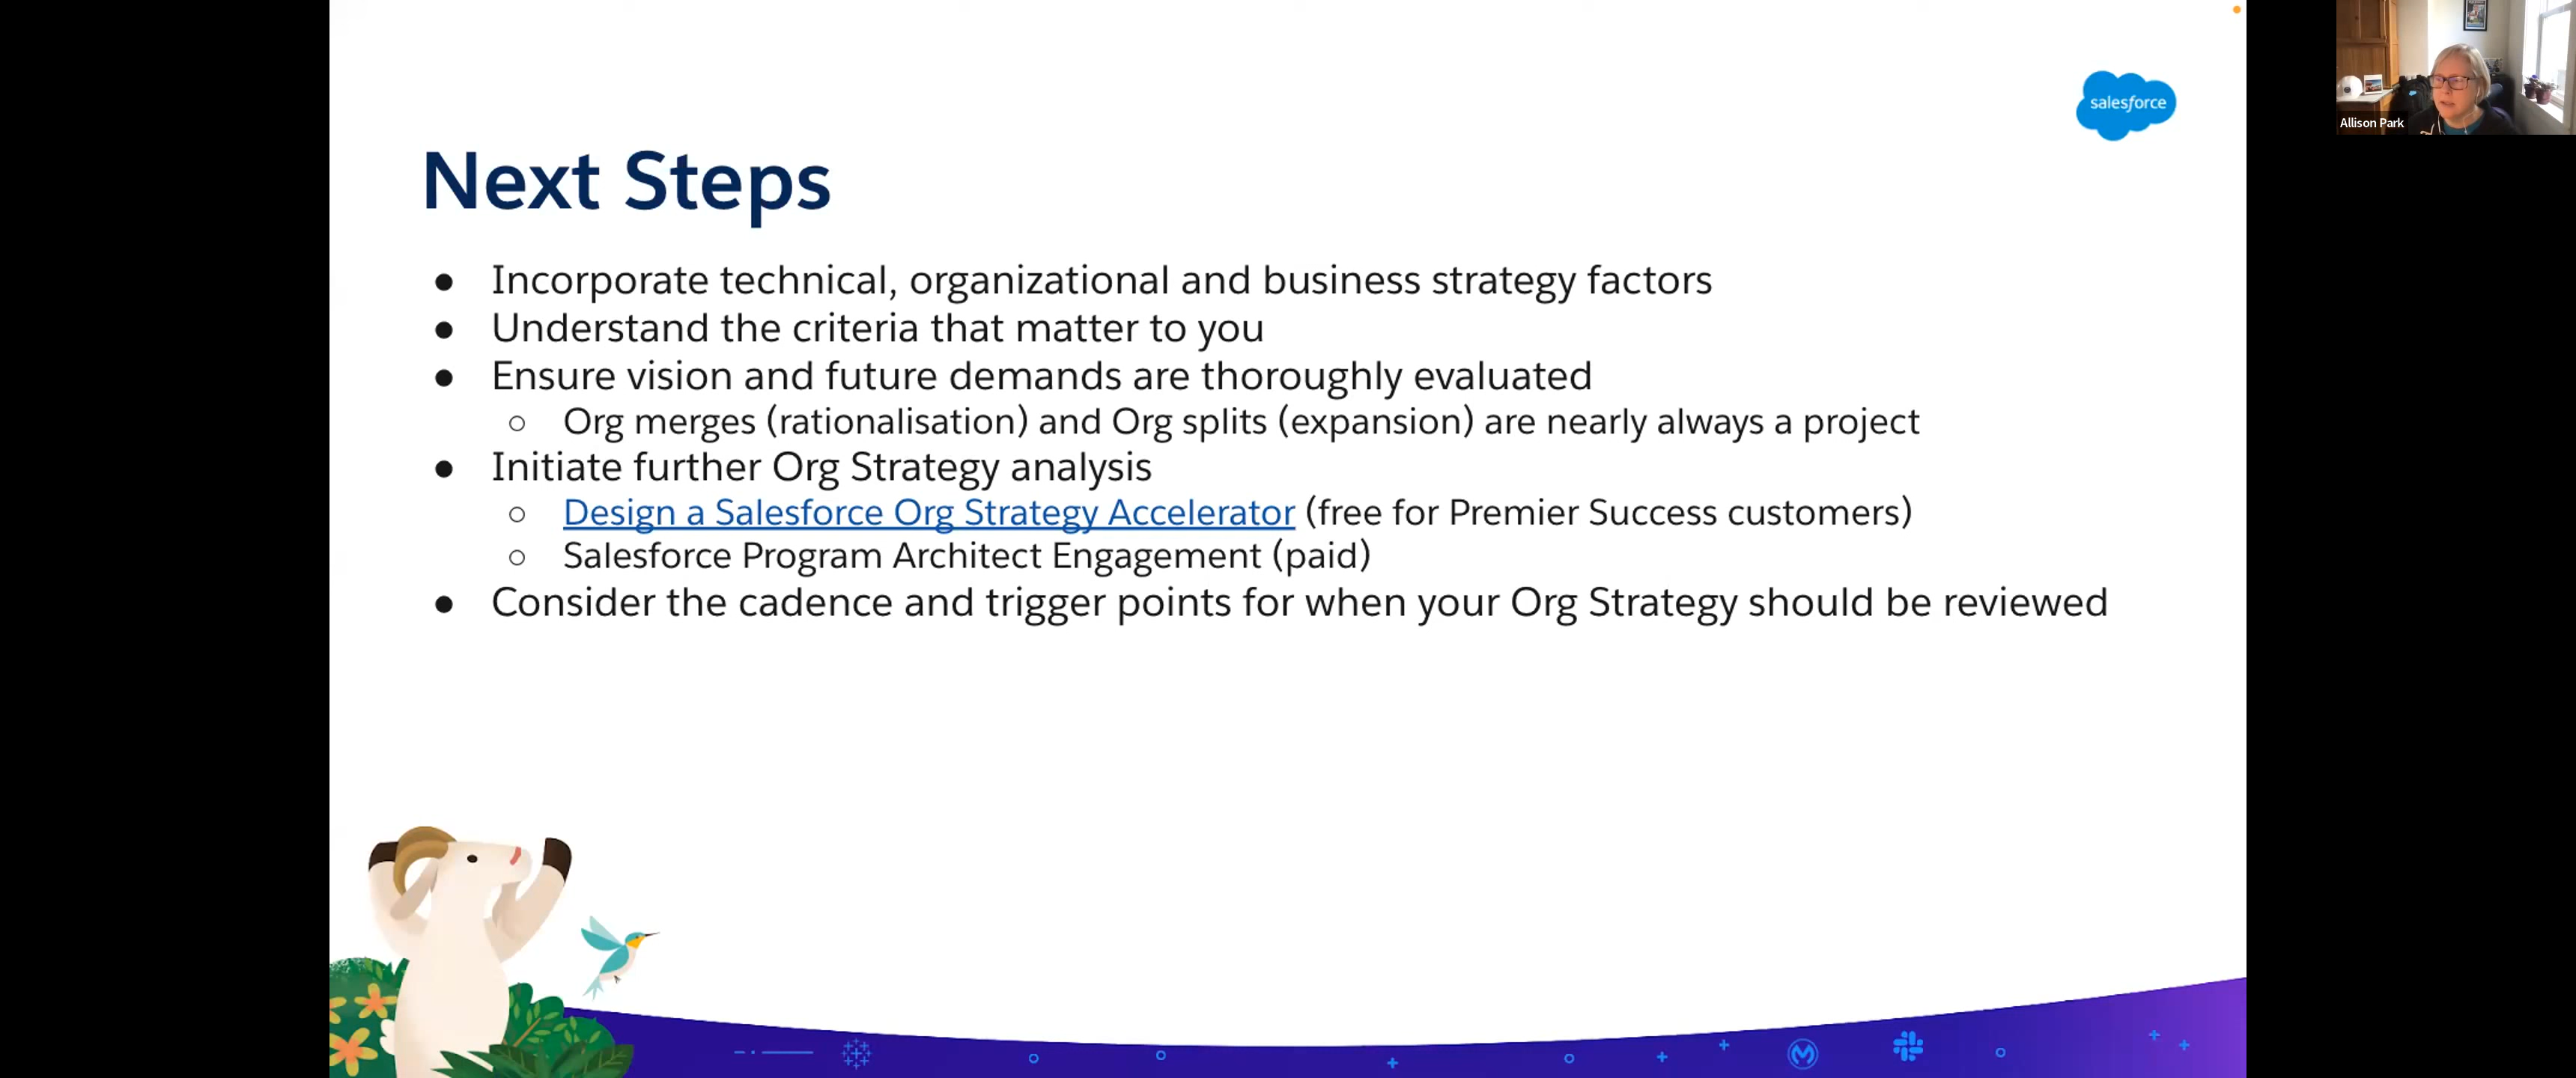 salesforce
Allison Park
Next Steps
● Incorporate technical, organizational and business strategy factors
● Understand the criteria that matter to you
● Ensure vision and future demands are thoroughly evaluated
○ Org merges (rationalisation) and Org splits (expansion) are nearly always a project
● Initiate further Org Strategy analysis
○ Design a Salesforce Org Strategy Accelerator (free for Premier Success customers)
○ Salesforce Program Architect Engagement (paid)
● Consider the cadence and trigger points for when your Org Strategy should be reviewed